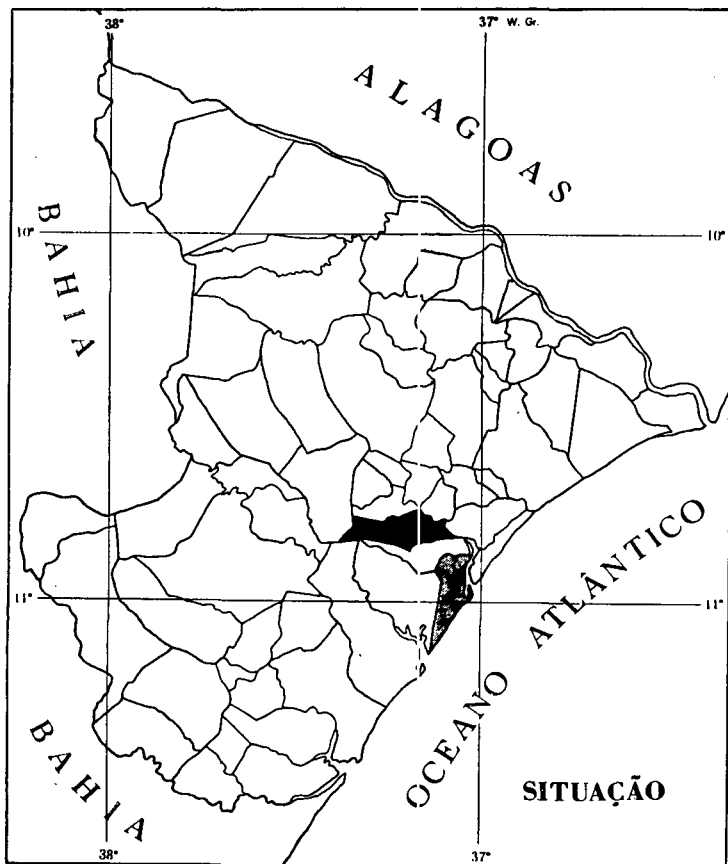 38°
37° W. Gr.
ALAGOAS
BAHIA
10°
10°
OCEANO ATLÂNTICO
11°
11°
BAHIA
SITUAÇÃO
38°
37°